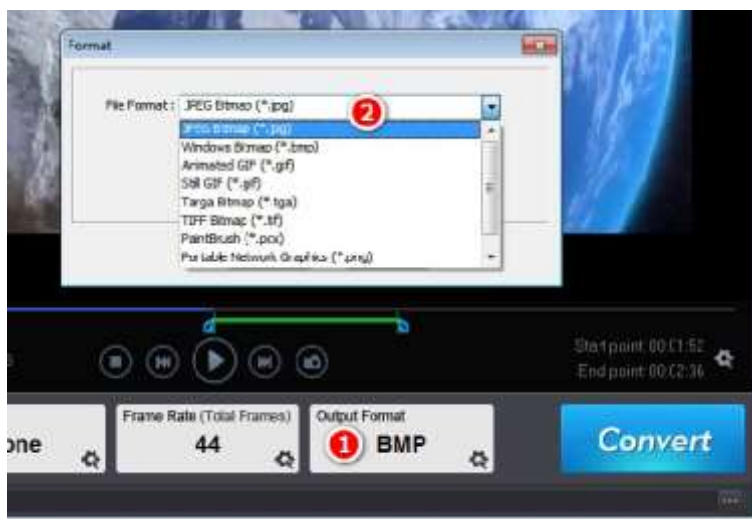 Format
File Format : JPEG Bitmap (*.jpg)
2
JPEG Bitmap (*.jpg)
Windows Bitmap (*.bmp)
Animated GIF (*.gif)
Still GIF (*.gif)
Targa Bitmap (*.tga)
TIFF Bitmap (*.tif)
PaintBrush (*.pcx)
Portable Network Graphics (*.png)
Start point 00:01:52
End point 00:02:36
one
Frame Rate (Total Frames)
44
Output Format
1
BMP
Convert